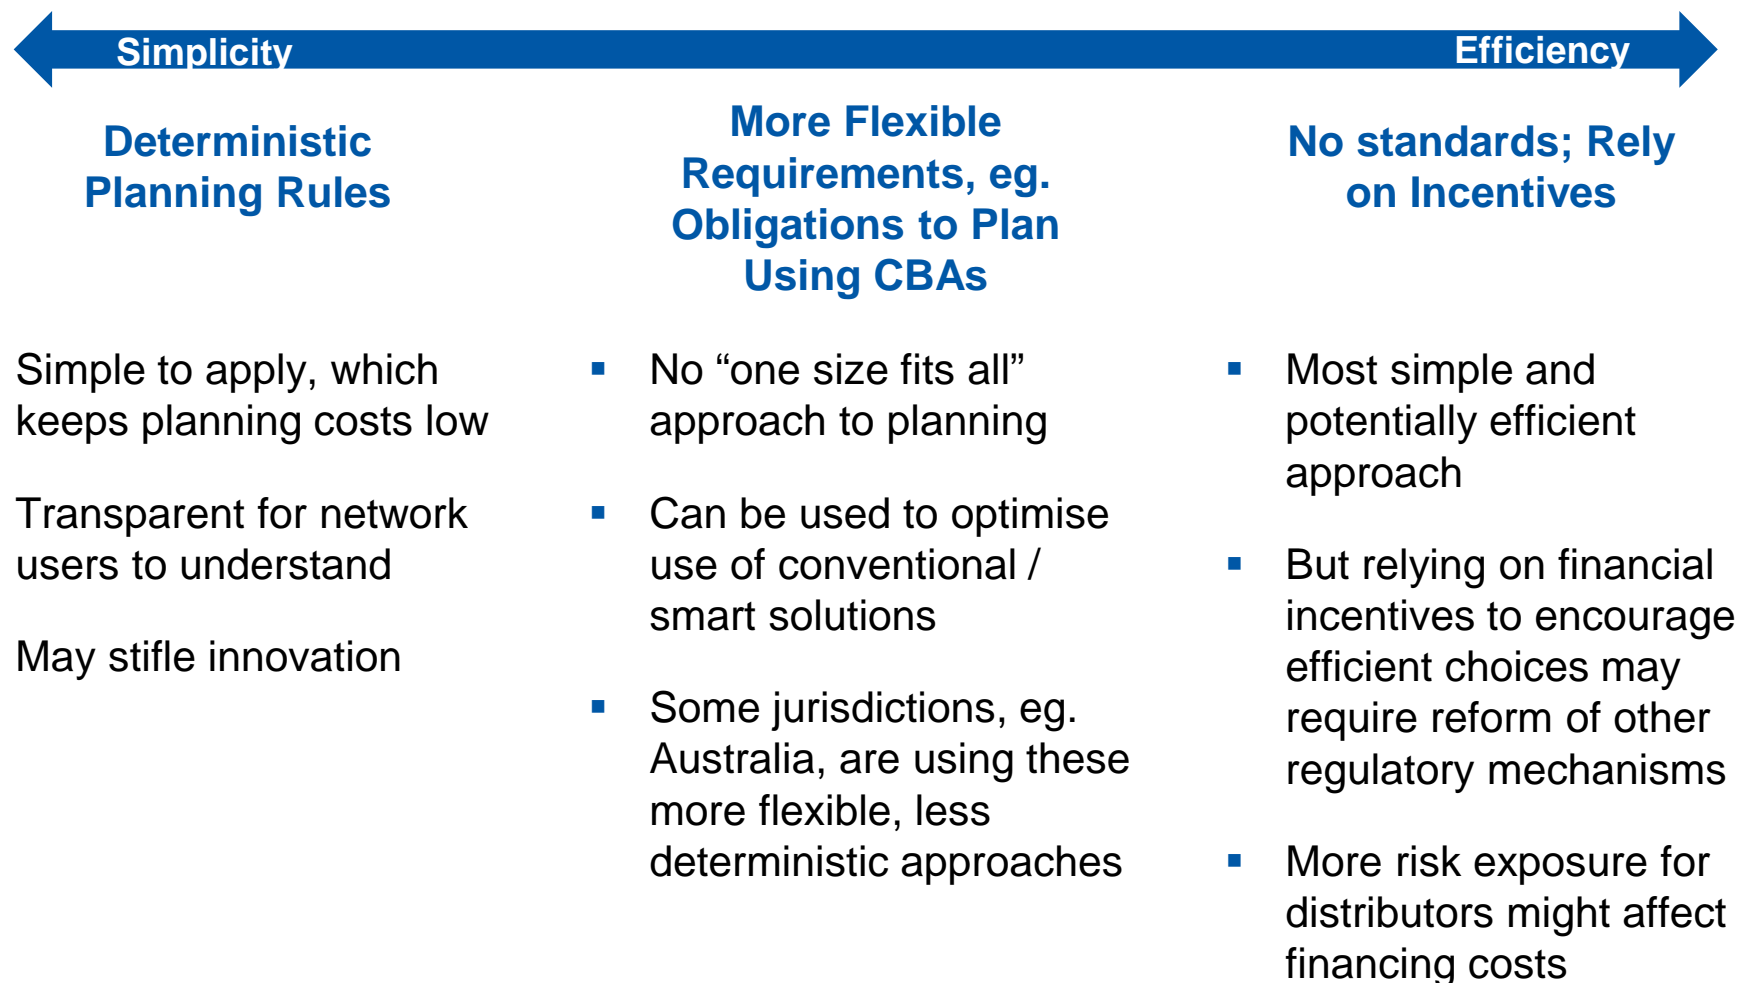 Simplicity
Efficiency
Deterministic
Planning Rules
More Flexible
Requirements, eg.
Obligations to Plan
Using CBAs
No standards; Rely
on Incentives
Simple to apply, which
keeps planning costs low
Transparent for network
users to understand
May stifle innovation
▪ No “one size fits all”
approach to planning
▪ Can be used to optimise
use of conventional /
smart solutions
▪ Some jurisdictions, eg.
Australia, are using these
more flexible, less
deterministic approaches
▪ Most simple and
potentially efficient
approach
▪ But relying on financial
incentives to encourage
efficient choices may
require reform of other
regulatory mechanisms
▪ More risk exposure for
distributors might affect
financing costs